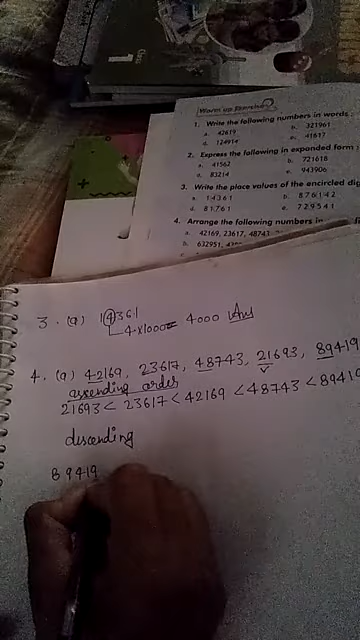 Warm up Exercise
1. Write the following numbers in words :
a. 42619 b. 321961
d. 124914 e. 41617
2. Express the following in expanded form :
a. 41562 b. 721618
d. 83214 e. 943906
3. Write the place values of the encircled
a. 14361 b. 876142
d. 81761 e. 729541
4. Arrange the following numbers in
a. 42169, 23617, 48743
b. 632951,
3. (a) 14361
4×1000= 4000 Ans
4. (a) 42169, 23617, 48743, 21693, 89419
assending order
21693 < 23617 < 42169 < 48743 < 89419
descending
89419